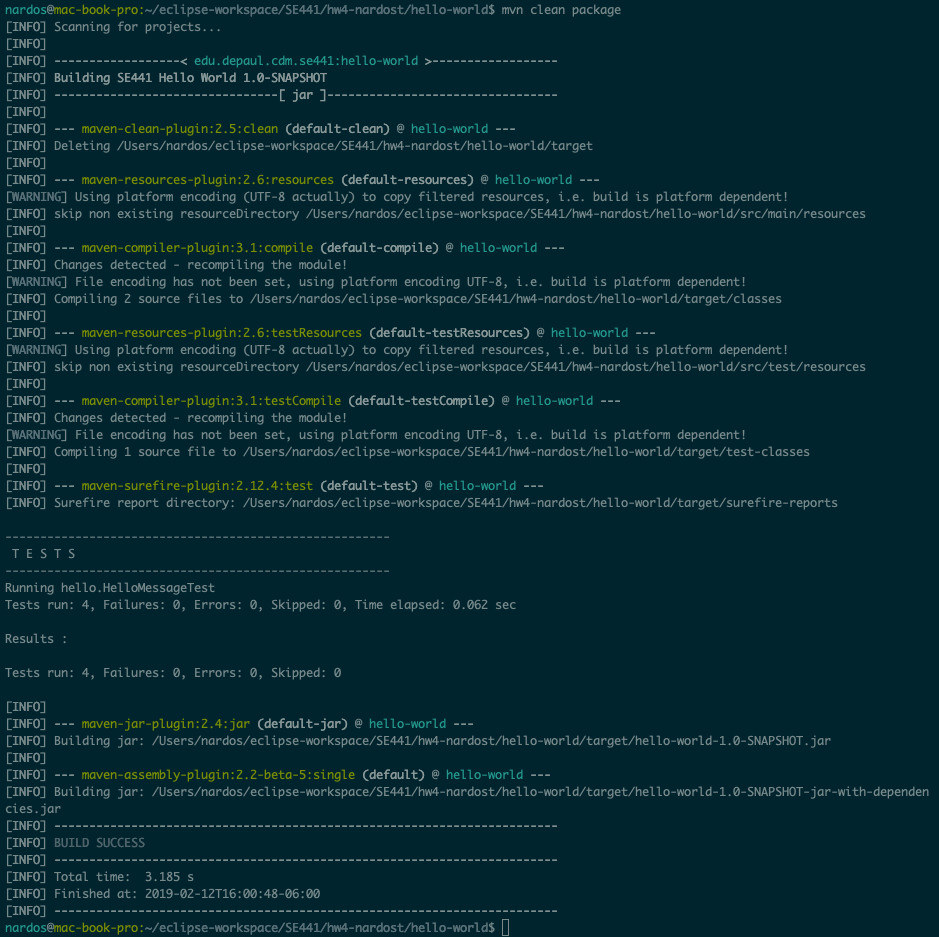 nardos@mac-book-pro:~/eclipse-workspace/SE441/hw4-nardost/hello-world$ mvn clean package
[INFO] Scanning for projects...
[INFO]
[INFO] ------------------< edu.depaul.cdm.se441:hello-world >------------------
[INFO] Building SE441 Hello World 1.0-SNAPSHOT
[INFO] --------------------------------[ jar ]---------------------------------
[INFO]
[INFO] --- maven-clean-plugin:2.5:clean (default-clean) @ hello-world ---
[INFO] Deleting /Users/nardos/eclipse-workspace/SE441/hw4-nardost/hello-world/target
[INFO]
[INFO] --- maven-resources-plugin:2.6:resources (default-resources) @ hello-world ---
[WARNING] Using platform encoding (UTF-8 actually) to copy filtered resources, i.e. build is platform dependent!
[INFO] skip non existing resourceDirectory /Users/nardos/eclipse-workspace/SE441/hw4-nardost/hello-world/src/main/resources
[INFO]
[INFO] --- maven-compiler-plugin:3.1:compile (default-compile) @ hello-world ---
[INFO] Changes detected - recompiling the module!
[WARNING] File encoding has not been set, using platform encoding UTF-8, i.e. build is platform dependent!
[INFO] Compiling 2 source files to /Users/nardos/eclipse-workspace/SE441/hw4-nardost/hello-world/target/classes
[INFO]
[INFO] --- maven-resources-plugin:2.6:testResources (default-testResources) @ hello-world ---
[WARNING] Using platform encoding (UTF-8 actually) to copy filtered resources, i.e. build is platform dependent!
[INFO] skip non existing resourceDirectory /Users/nardos/eclipse-workspace/SE441/hw4-nardost/hello-world/src/test/resources
[INFO]
[INFO] --- maven-compiler-plugin:3.1:testCompile (default-testCompile) @ hello-world ---
[INFO] Changes detected - recompiling the module!
[WARNING] File encoding has not been set, using platform encoding UTF-8, i.e. build is platform dependent!
[INFO] Compiling 1 source file to /Users/nardos/eclipse-workspace/SE441/hw4-nardost/hello-world/target/test-classes
[INFO]
[INFO] --- maven-surefire-plugin:2.12.4:test (default-test) @ hello-world ---
[INFO] Surefire report directory: /Users/nardos/eclipse-workspace/SE441/hw4-nardost/hello-world/target/surefire-reports

-------------------------------------------------------
 T E S T S
-------------------------------------------------------
Running hello.HelloMessageTest
Tests run: 4, Failures: 0, Errors: 0, Skipped: 0, Time elapsed: 0.062 sec

Results :

Tests run: 4, Failures: 0, Errors: 0, Skipped: 0

[INFO]
[INFO] --- maven-jar-plugin:2.4:jar (default-jar) @ hello-world ---
[INFO] Building jar: /Users/nardos/eclipse-workspace/SE441/hw4-nardost/hello-world/target/hello-world-1.0-SNAPSHOT.jar
[INFO]
[INFO] --- maven-assembly-plugin:2.2-beta-5:single (default) @ hello-world ---
[INFO] Building jar: /Users/nardos/eclipse-workspace/SE441/hw4-nardost/hello-world/target/hello-world-1.0-SNAPSHOT-jar-with-dependen
cies.jar
[INFO] ------------------------------------------------------------------------
[INFO] BUILD SUCCESS
[INFO] ------------------------------------------------------------------------
[INFO] Total time:  3.185 s
[INFO] Finished at: 2019-02-12T16:00:48-06:00
[INFO] ------------------------------------------------------------------------
nardos@mac-book-pro:~/eclipse-workspace/SE441/hw4-nardost/hello-world$